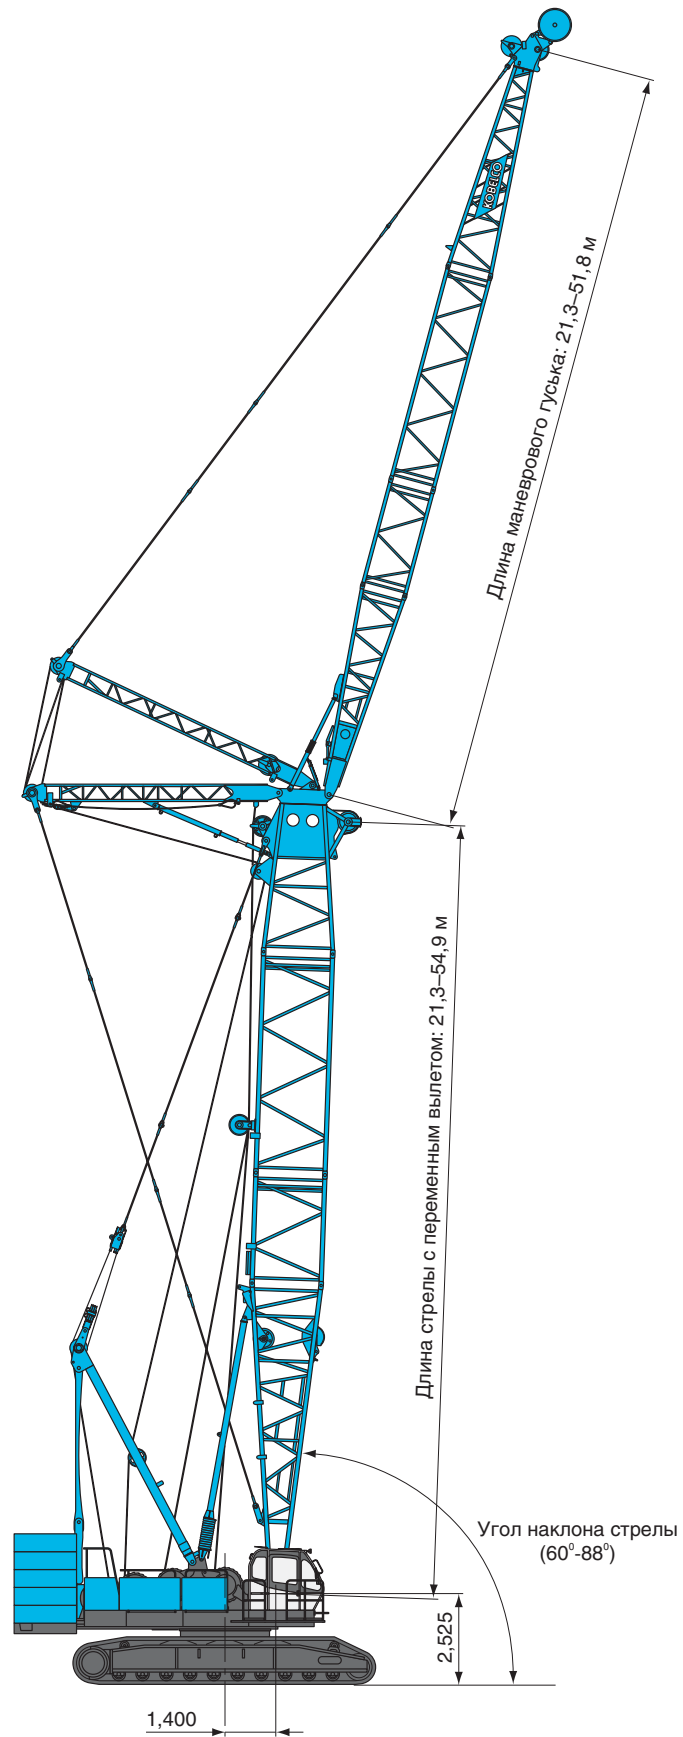 KOBELCO
Длина маневрового гуська: 21,3–51,8 м
Длина стрелы с переменным вылетом: 21,3–54,9 м
Угол наклона стрелы
(60⁰-88⁰)
2,525
1,400